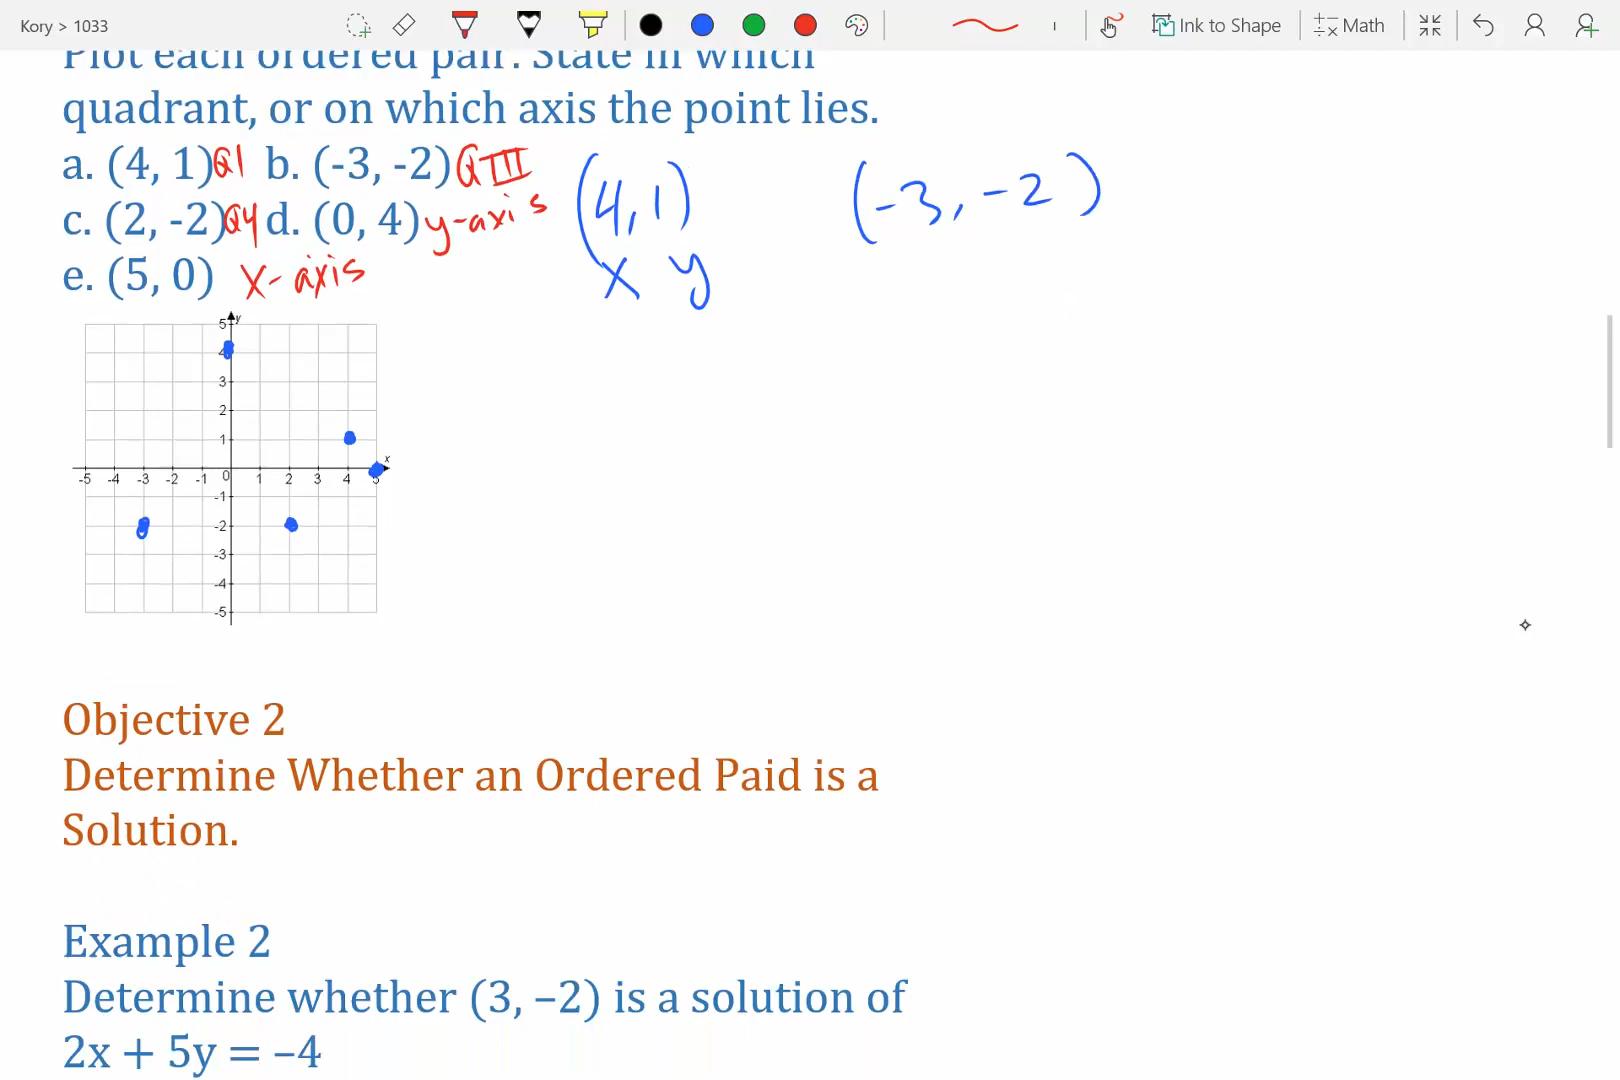 Kory > 1033
Ink to Shape
Math
Plot each ordered pair. State in which
quadrant, or on which axis the point lies.
a. (4, 1) Q1 b. (-3, -2) QIII
c. (2, -2) Q4 d. (0, 4) y-axis
e. (5, 0) x-axis
(4, 1)
x y
(-3, -2)
y
5
4
3
2
1
x
-5 -4 -3 -2 -1 0 1 2 3 4 5
-1
-2
-3
-4
-5
Objective 2
Determine Whether an Ordered Paid is a
Solution.
Example 2
Determine whether (3, –2) is a solution of
2x + 5y = –4